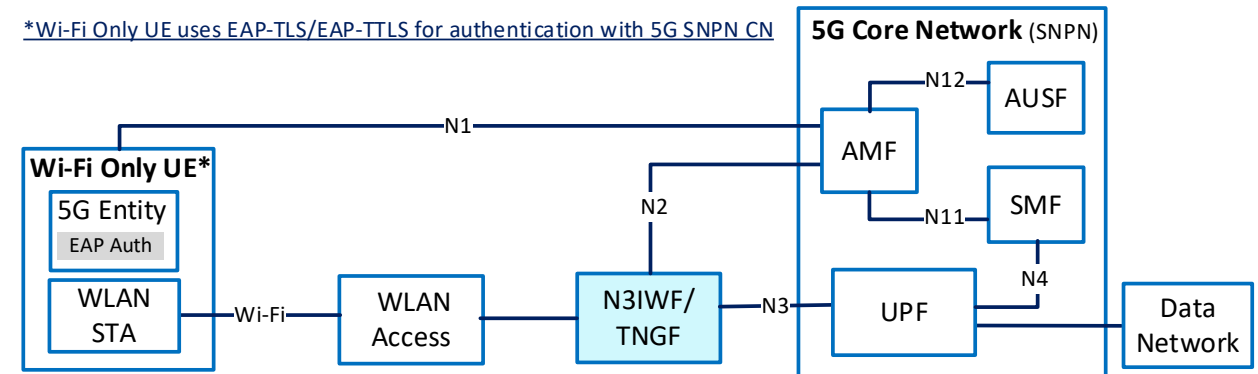 *Wi-Fi Only UE uses EAP-TLS/EAP-TTLS for authentication with 5G SNPN CN
5G Core Network (SNPN)
N12
AUSF
N1
AMF
Wi-Fi Only UE*
5G Entity
EAP Auth
N2
N11
SMF
N4
WLAN
STA
Wi-Fi
WLAN
Access
N3IWF/
TNGF
N3
UPF
Data
Network